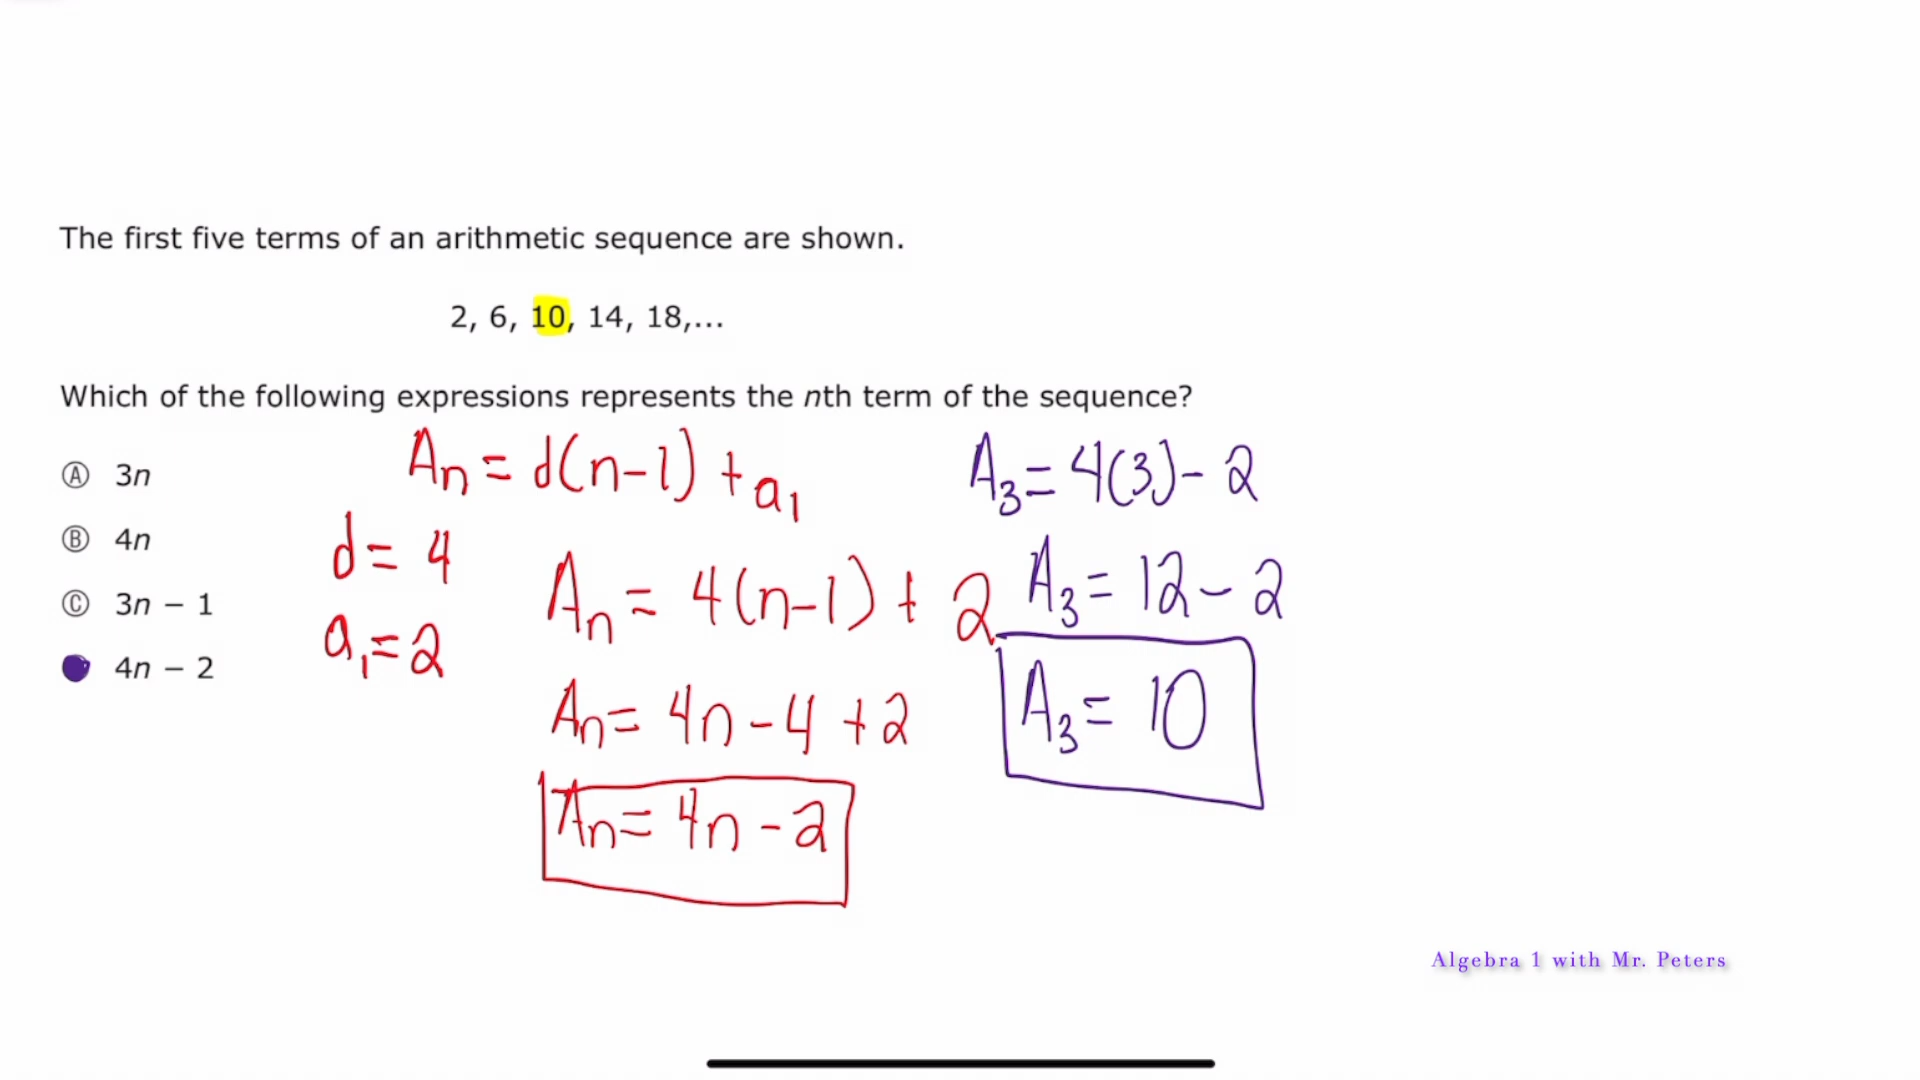 The first five terms of an arithmetic sequence are shown.
2, 6, 10, 14, 18,...
Which of the following expressions represents the nth term of the sequence?
Ⓐ 3n
Ⓑ 4n
Ⓒ 3n − 1
4n − 2
Aₙ = d(n-1) + a₁
d = 4
a₁ = 2
Aₙ = 4(n-1) + 2
Aₙ = 4n - 4 + 2
Aₙ = 4n - 2
A₃ = 4(3) - 2
A₃ = 12 - 2
A₃ = 10
Algebra 1 with Mr. Peters